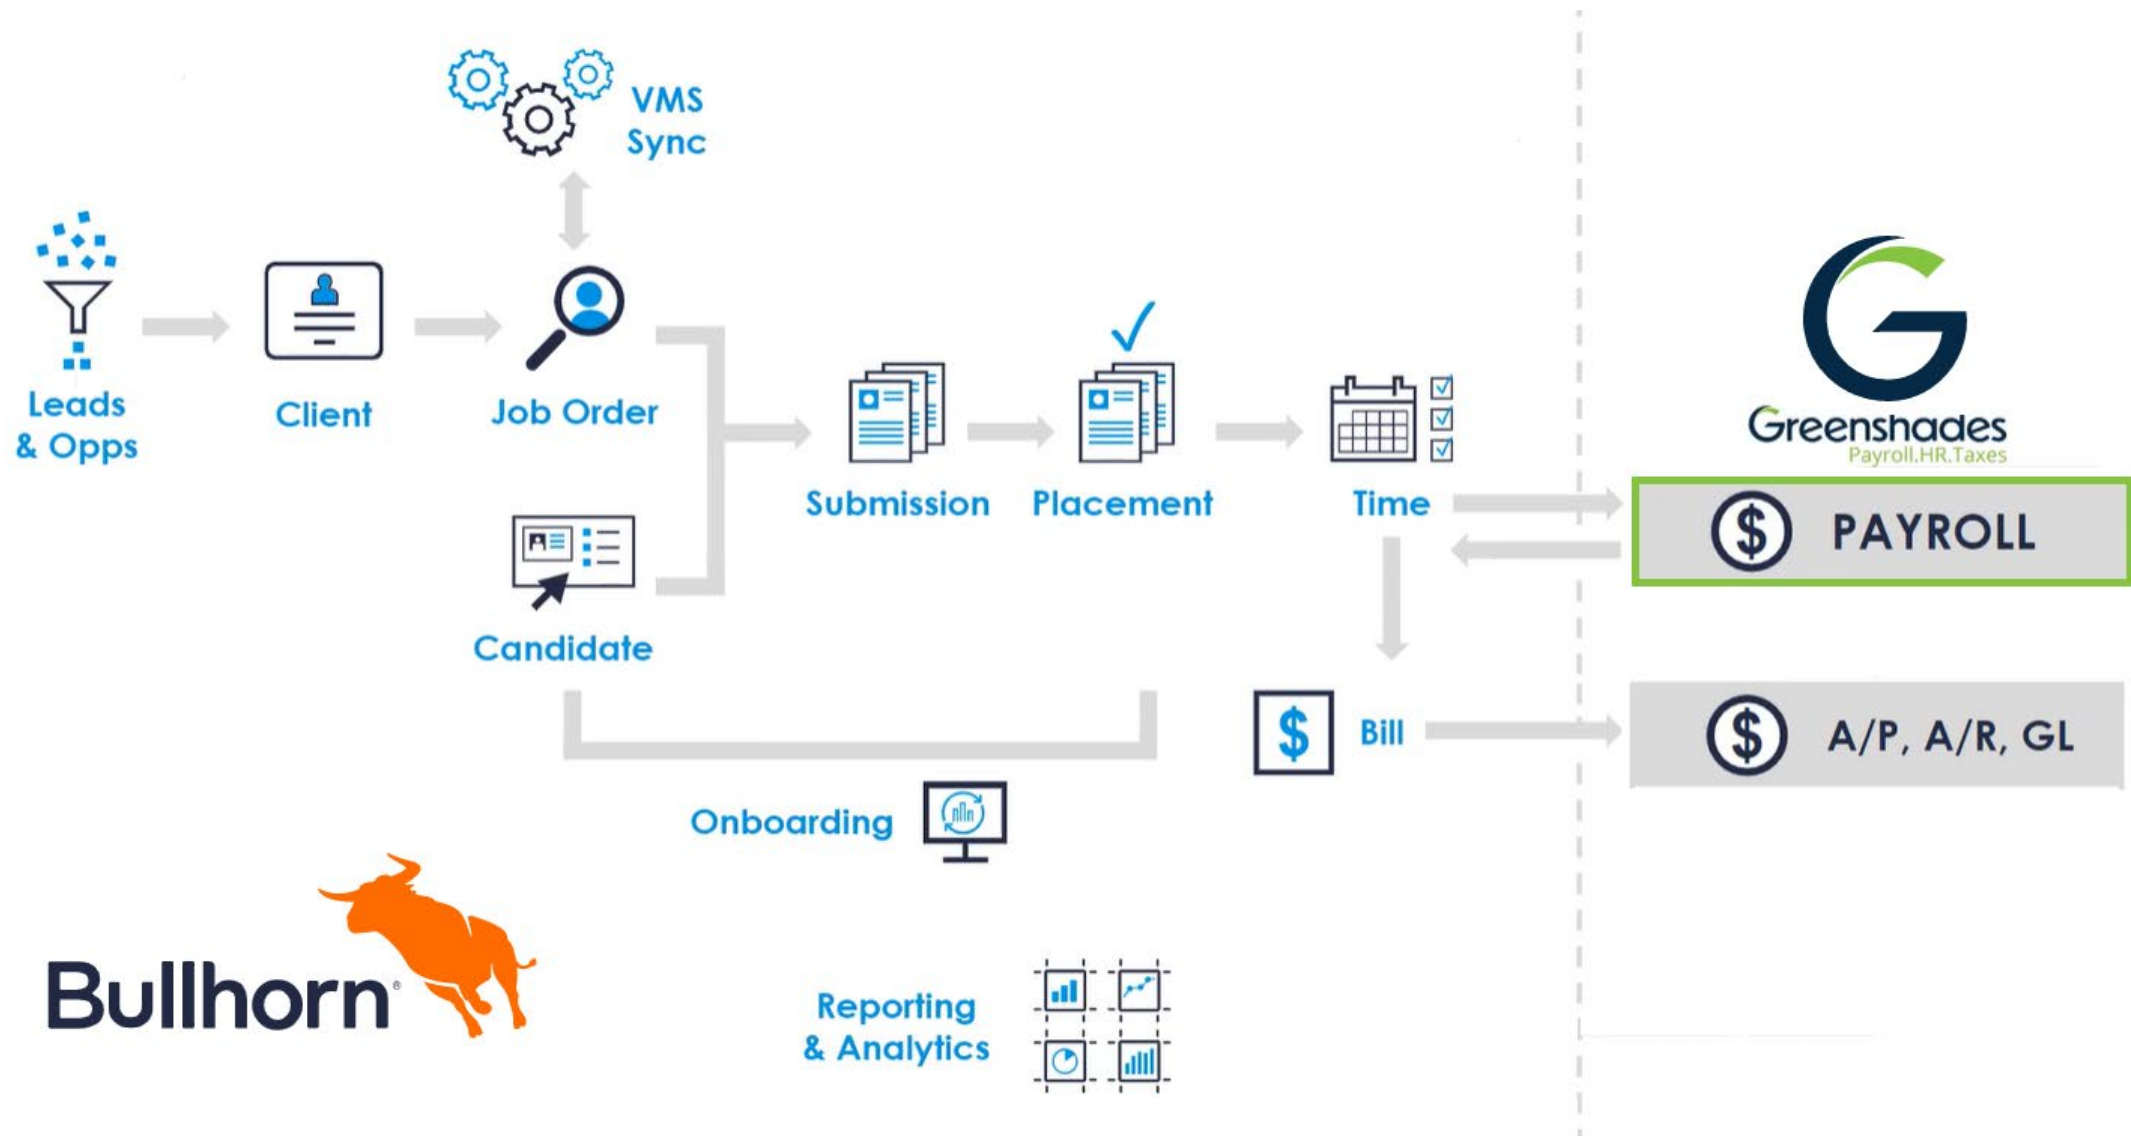 VMS
Sync
Leads
& Opps
Client
Job Order
Candidate
Submission
Placement
Time
Greenshades
Payroll.HR.Taxes
$ PAYROLL
$ Bill
$ A/P, A/R, GL
Onboarding
Bullhorn®
Reporting
& Analytics